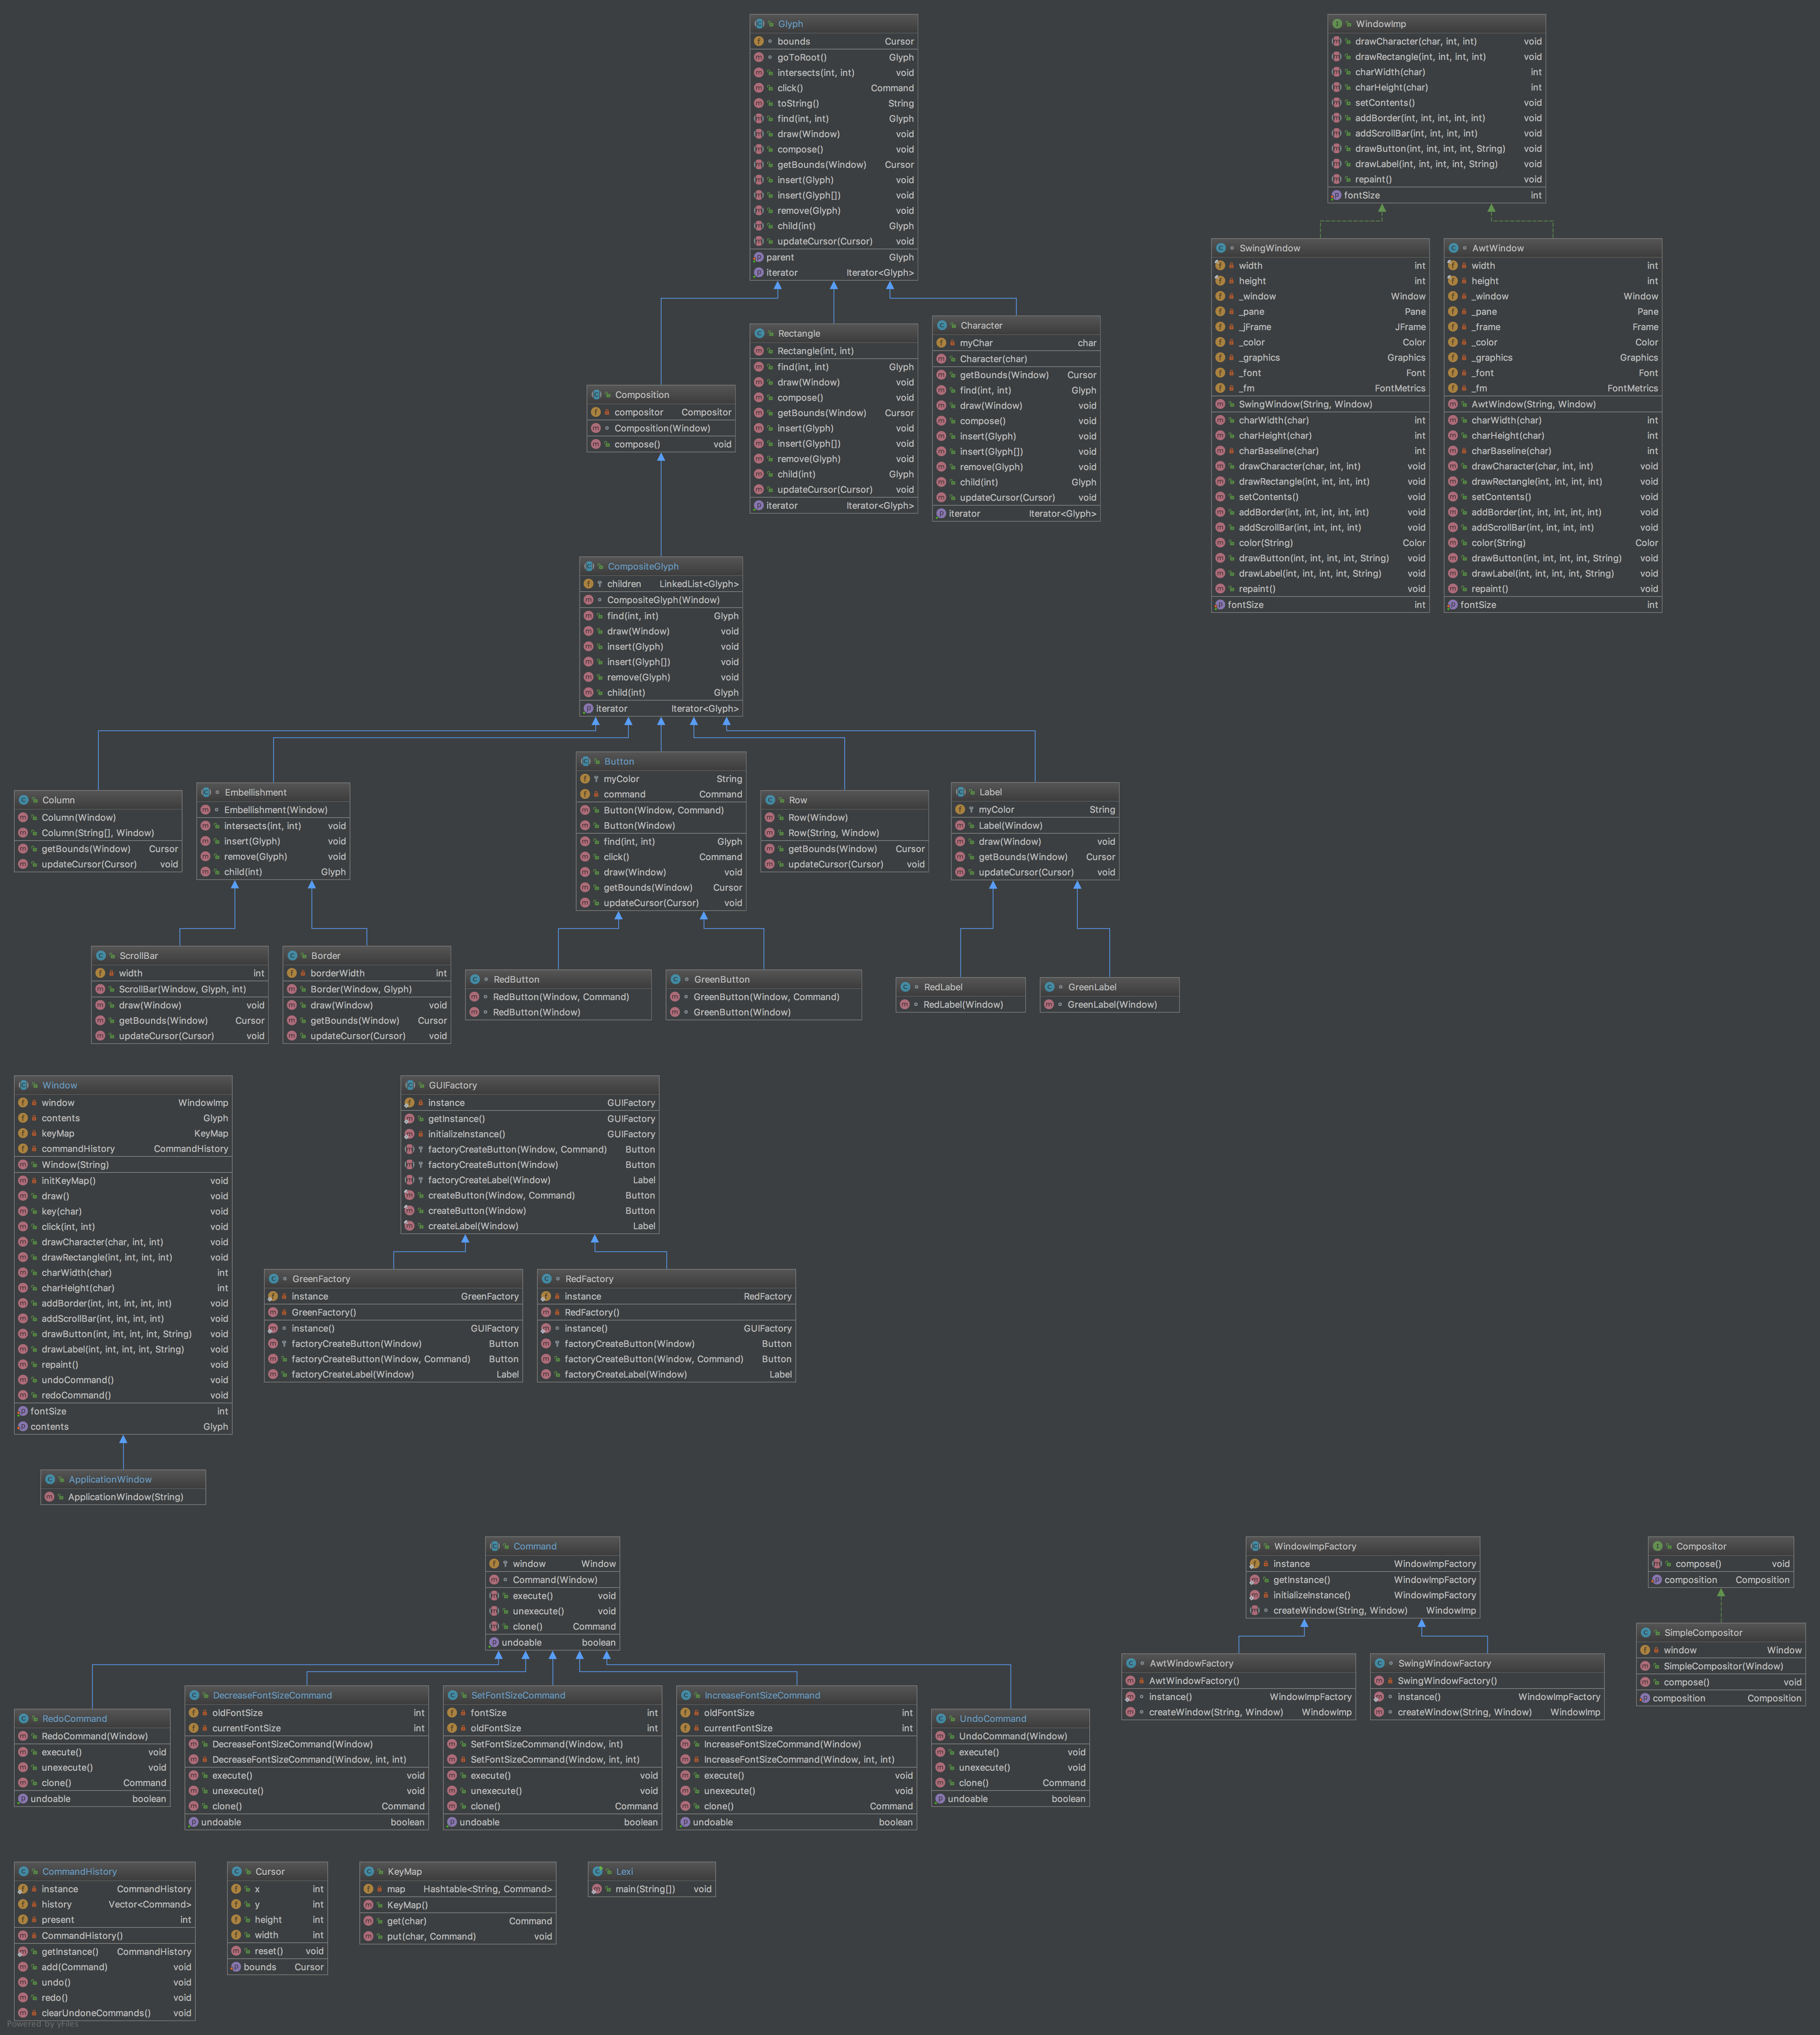 Glyph
bounds Cursor
goToRoot() Glyph
intersects(int, int) void
click() Command
toString() String
find(int, int) Glyph
draw(Window) void
compose() void
getBounds(Window) Cursor
insert(Glyph) void
insert(Glyph[]) void
remove(Glyph) void
child(int) Glyph
updateCursor(Cursor) void
parent Glyph
iterator Iterator<Glyph>
WindowImp
drawCharacter(char, int, int) void
drawRectangle(int, int, int, int) void
charWidth(char) int
charHeight(char) int
setContents() void
addBorder(int, int, int, int, int) void
addScrollBar(int, int, int, int) void
drawButton(int, int, int, int, String) void
drawLabel(int, int, int, int, String) void
repaint() void
fontSize int
SwingWindow
width int
height int
_window Window
_pane Pane
_jFrame JFrame
_color Color
_graphics Graphics
_font Font
_fm FontMetrics
SwingWindow(String, Window)
charWidth(char) int
charHeight(char) int
charBaseline(char) int
drawCharacter(char, int, int) void
drawRectangle(int, int, int, int) void
setContents() void
addBorder(int, int, int, int, int) void
addScrollBar(int, int, int, int) void
color(String) Color
drawButton(int, int, int, int, String) void
drawLabel(int, int, int, int, String) void
repaint() void
fontSize int
AwtWindow
width int
height int
_window Window
_pane Pane
_frame Frame
_color Color
_graphics Graphics
_font Font
_fm FontMetrics
AwtWindow(String, Window)
charWidth(char) int
charHeight(char) int
charBaseline(char) int
drawCharacter(char, int, int) void
drawRectangle(int, int, int, int) void
setContents() void
addBorder(int, int, int, int, int) void
addScrollBar(int, int, int, int) void
color(String) Color
drawButton(int, int, int, int, String) void
drawLabel(int, int, int, int, String) void
repaint() void
fontSize int
Composition
compositor Compositor
Composition(Window)
compose() void
Rectangle
Rectangle(int, int)
find(int, int) Glyph
draw(Window) void
compose() void
getBounds(Window) Cursor
insert(Glyph) void
insert(Glyph[]) void
remove(Glyph) void
child(int) Glyph
updateCursor(Cursor) void
iterator Iterator<Glyph>
Character
myChar char
Character(char)
getBounds(Window) Cursor
find(int, int) Glyph
draw(Window) void
compose() void
insert(Glyph) void
insert(Glyph[]) void
remove(Glyph) void
child(int) Glyph
updateCursor(Cursor) void
iterator Iterator<Glyph>
CompositeGlyph
children LinkedList<Glyph>
CompositeGlyph(Window)
find(int, int) Glyph
draw(Window) void
insert(Glyph) void
insert(Glyph[]) void
remove(Glyph) void
child(int) Glyph
iterator Iterator<Glyph>
Column
Column(Window)
Column(String[], Window)
getBounds(Window) Cursor
updateCursor(Cursor) void
Embellishment
Embellishment(Window)
intersects(int, int) void
insert(Glyph) void
remove(Glyph) void
child(int) Glyph
Button
myColor String
command Command
Button(Window, Command)
Button(Window)
find(int, int) Glyph
click() Command
draw(Window) void
getBounds(Window) Cursor
updateCursor(Cursor) void
Row
Row(Window)
Row(String, Window)
getBounds(Window) Cursor
updateCursor(Cursor) void
Label
myColor String
Label(Window)
draw(Window) void
getBounds(Window) Cursor
updateCursor(Cursor) void
ScrollBar
width int
ScrollBar(Window, Glyph, int)
draw(Window) void
getBounds(Window) Cursor
updateCursor(Cursor) void
Border
borderWidth int
Border(Window, Glyph)
draw(Window) void
getBounds(Window) Cursor
updateCursor(Cursor) void
RedButton
RedButton(Window, Command)
RedButton(Window)
GreenButton
GreenButton(Window, Command)
GreenButton(Window)
RedLabel
RedLabel(Window)
GreenLabel
GreenLabel(Window)
Window
window WindowImp
contents Glyph
keyMap KeyMap
commandHistory CommandHistory
Window(String)
initKeyMap() void
draw() void
key(char) void
click(int, int) void
drawCharacter(char, int, int) void
drawRectangle(int, int, int, int) void
charWidth(char) int
charHeight(char) int
addBorder(int, int, int, int, int) void
addScrollBar(int, int, int, int) void
drawButton(int, int, int, int, String) void
drawLabel(int, int, int, int, String) void
repaint() void
undoCommand() void
redoCommand() void
fontSize int
contents Glyph
GUIFactory
instance GUIFactory
getInstance() GUIFactory
initializeInstance() GUIFactory
factoryCreateButton(Window, Command) Button
factoryCreateButton(Window) Button
factoryCreateLabel(Window) Label
createButton(Window, Command) Button
createButton(Window) Button
createLabel(Window) Label
GreenFactory
instance GreenFactory
GreenFactory()
instance() GUIFactory
factoryCreateButton(Window) Button
factoryCreateButton(Window, Command) Button
factoryCreateLabel(Window) Label
RedFactory
instance RedFactory
RedFactory()
instance() GUIFactory
factoryCreateButton(Window) Button
factoryCreateButton(Window, Command) Button
factoryCreateLabel(Window) Label
ApplicationWindow
ApplicationWindow(String)
Command
window Window
Command(Window)
execute() void
unexecute() void
clone() Command
undoable boolean
WindowImpFactory
instance WindowImpFactory
getInstance() WindowImpFactory
initializeInstance() WindowImpFactory
createWindow(String, Window) WindowImp
Compositor
compose() void
composition Composition
RedoCommand
RedoCommand(Window)
execute() void
unexecute() void
clone() Command
undoable boolean
DecreaseFontSizeCommand
oldFontSize int
currentFontSize int
DecreaseFontSizeCommand(Window)
DecreaseFontSizeCommand(Window, int, int)
execute() void
unexecute() void
clone() Command
undoable boolean
SetFontSizeCommand
fontSize int
oldFontSize int
SetFontSizeCommand(Window, int)
SetFontSizeCommand(Window, int, int)
execute() void
unexecute() void
clone() Command
undoable boolean
IncreaseFontSizeCommand
oldFontSize int
currentFontSize int
IncreaseFontSizeCommand(Window)
IncreaseFontSizeCommand(Window, int, int)
execute() void
unexecute() void
clone() Command
undoable boolean
UndoCommand
UndoCommand(Window)
execute() void
unexecute() void
clone() Command
undoable boolean
AwtWindowFactory
AwtWindowFactory()
instance() WindowImpFactory
createWindow(String, Window) WindowImp
SwingWindowFactory
SwingWindowFactory()
instance() WindowImpFactory
createWindow(String, Window) WindowImp
SimpleCompositor
window Window
SimpleCompositor(Window)
compose() void
composition Composition
CommandHistory
instance CommandHistory
history Vector<Command>
present int
CommandHistory()
getInstance() CommandHistory
add(Command) void
undo() void
redo() void
clearUndoneCommands() void
Cursor
x int
y int
height int
width int
reset() void
bounds Cursor
KeyMap
map Hashtable<String, Command>
KeyMap()
get(char) Command
put(char, Command) void
Lexi
main(String[]) void
Powered by yFiles